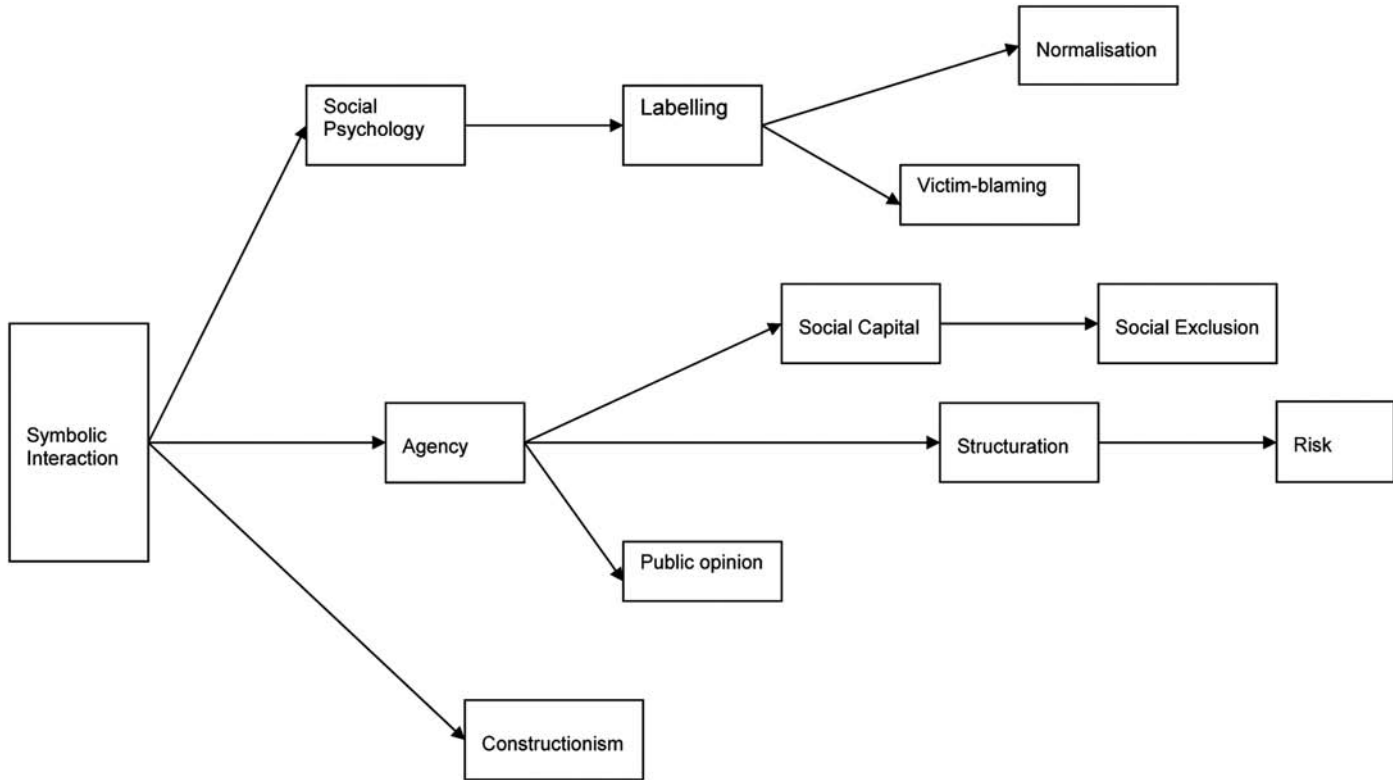 Normalisation
Social
Psychology
Labelling
Victim-blaming
Social Capital
Social Exclusion
Symbolic
Interaction
Agency
Structuration
Risk
Public opinion
Constructionism